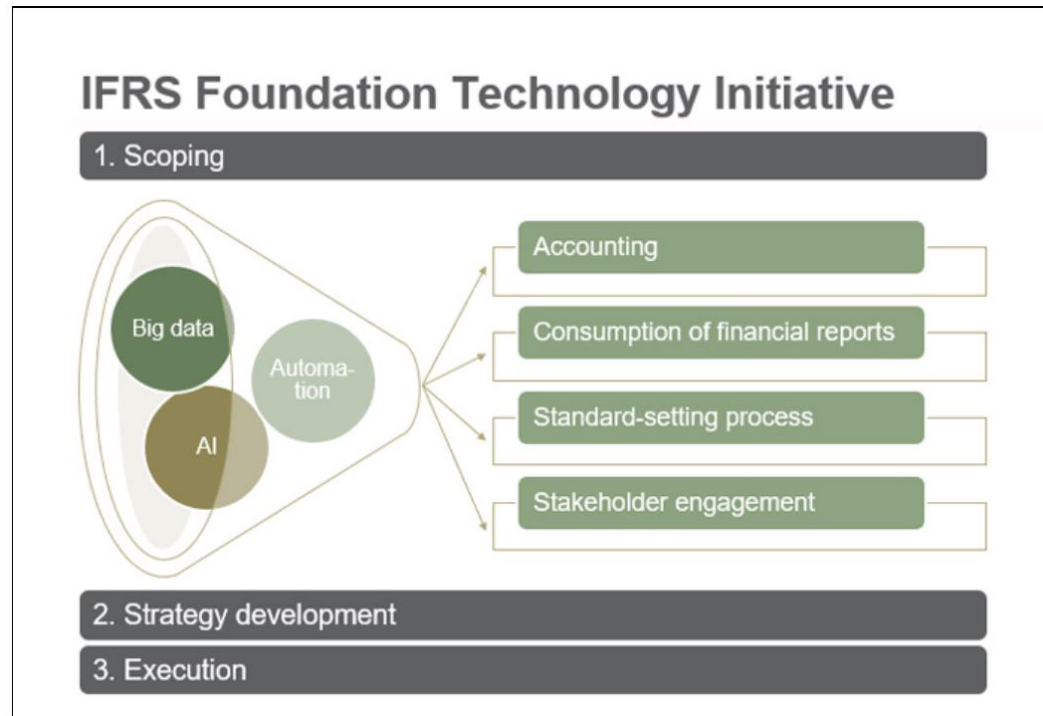 IFRS Foundation Technology Initiative
1. Scoping
Big data
Automa-
tion
AI
Accounting
Consumption of financial reports
Standard-setting process
Stakeholder engagement
2. Strategy development
3. Execution